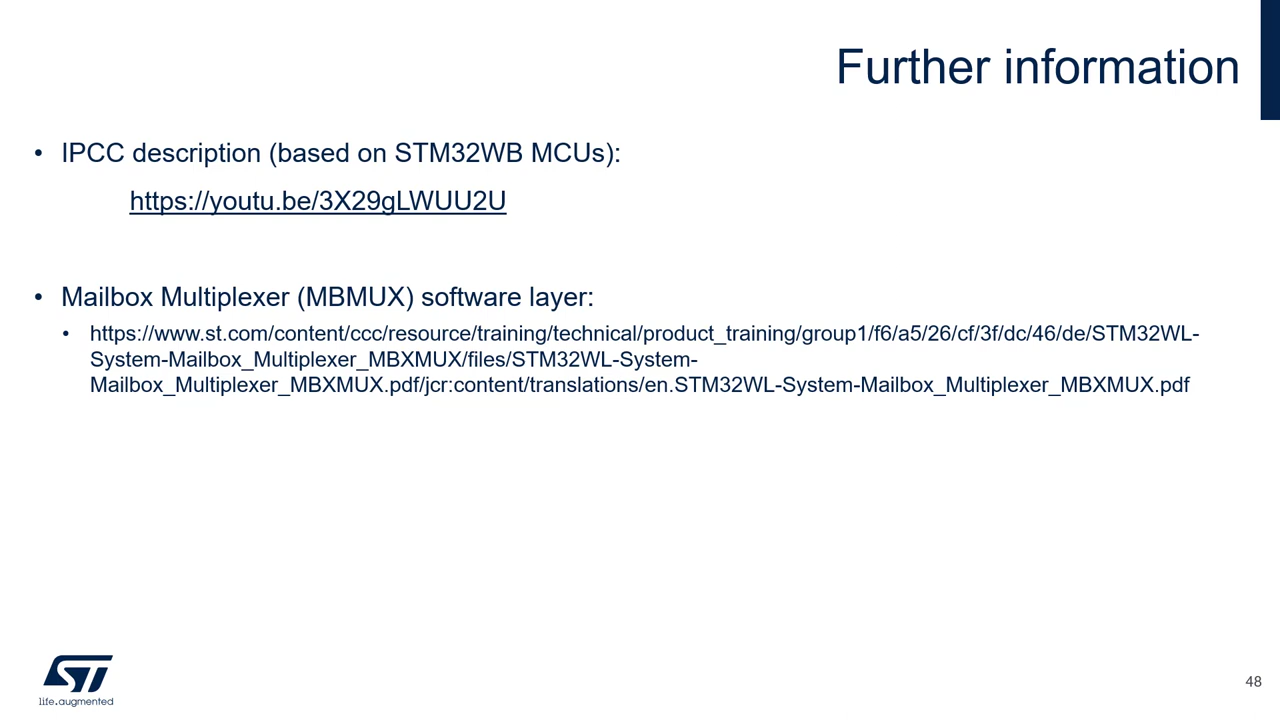 Further information
• IPCC description (based on STM32WB MCUs):
https://youtu.be/3X29gLWUU2U
• Mailbox Multiplexer (MBMUX) software layer:
• https://www.st.com/content/ccc/resource/training/technical/product_training/group1/f6/a5/26/cf/3f/dc/46/de/STM32WL-
System-Mailbox_Multiplexer_MBXMUX/files/STM32WL-System-
Mailbox_Multiplexer_MBXMUX.pdf/jcr:content/translations/en.STM32WL-System-Mailbox_Multiplexer_MBXMUX.pdf
ST
life.augmented
48